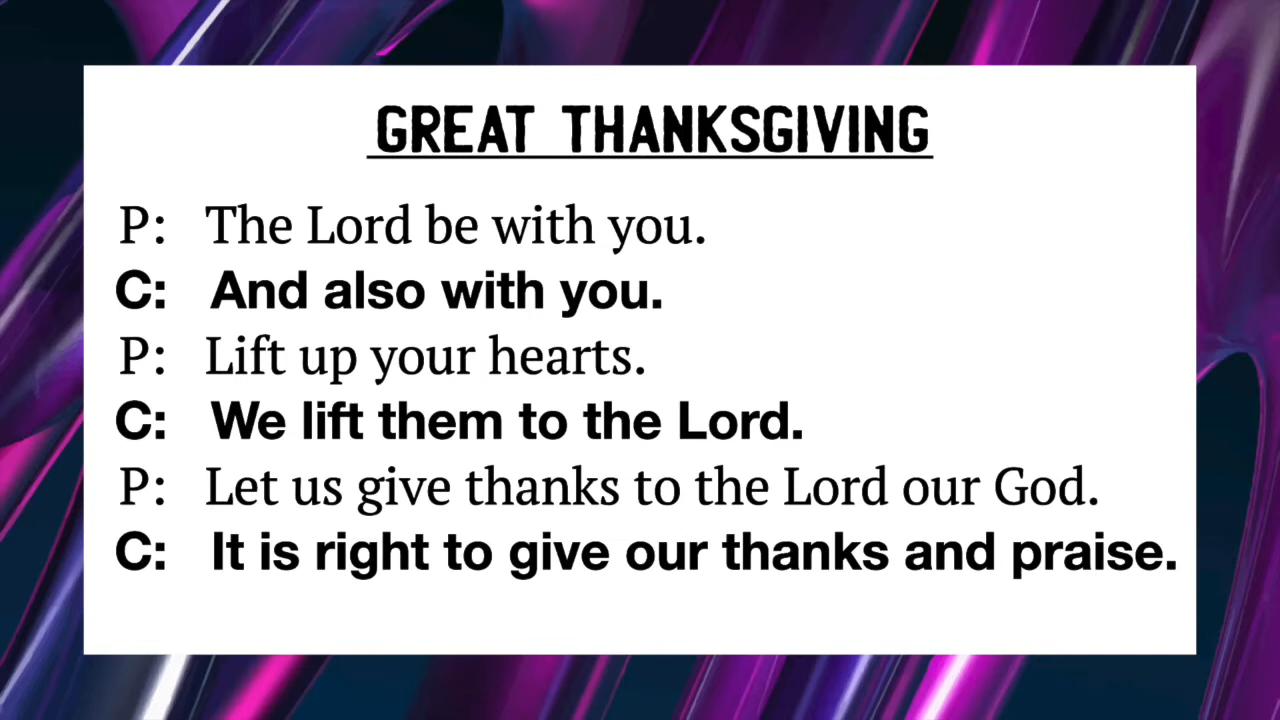 GREAT THANKSGIVING
P: The Lord be with you.
C: And also with you.
P: Lift up your hearts.
C: We lift them to the Lord.
P: Let us give thanks to the Lord our God.
C: It is right to give our thanks and praise.